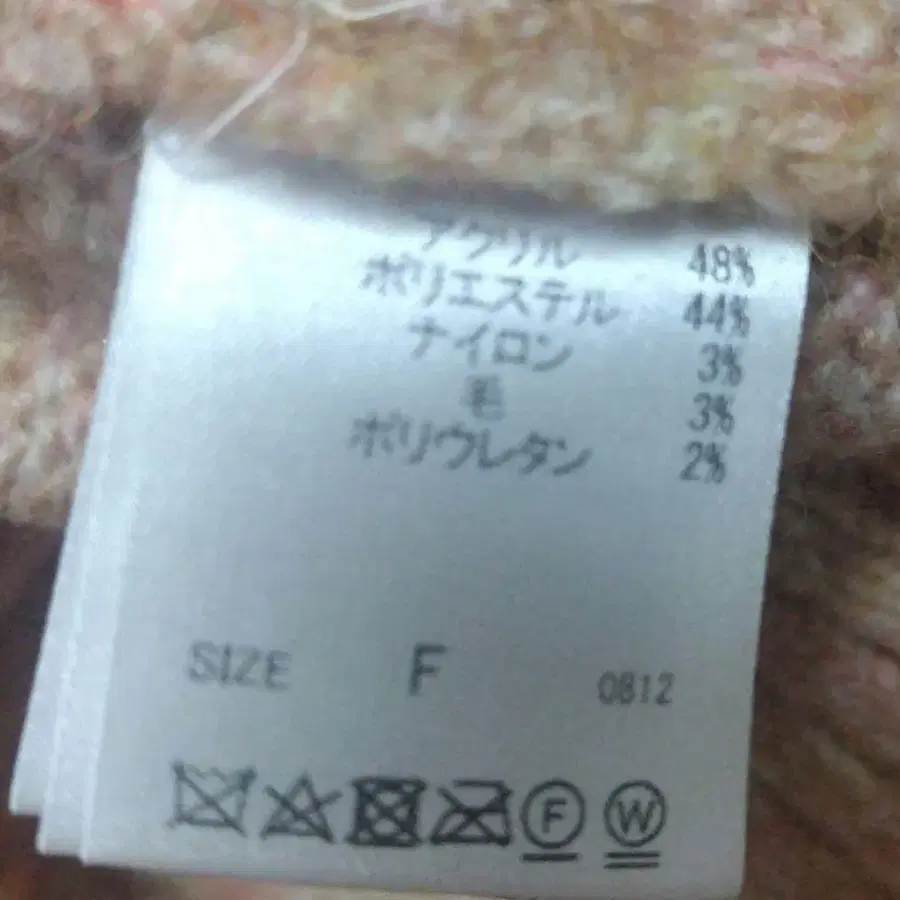 アクリル 48%
ポリエステル 44%
ナイロン 3%
毛 3%
ポリウレタン 2%
SIZE F 0812
F W